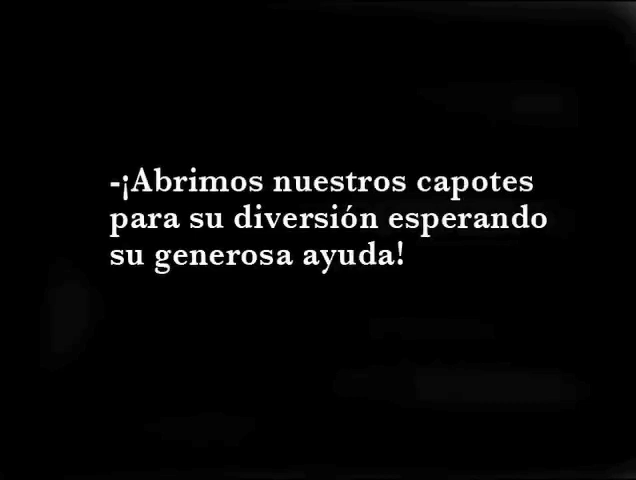 -¡Abrimos nuestros capotes
para su diversión esperando
su generosa ayuda!